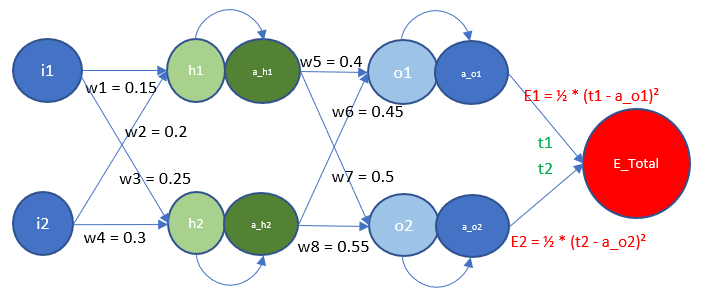 i1
h1
a_h1
w5 = 0.4
o1
a_o1
E1 = ½ * (t1 - a_o1)²
w1 = 0.15
w6 = 0.45
w2 = 0.2
t1
E_Total
t2
w3 = 0.25
w7 = 0.5
i2
h2
a_h2
o2
a_o2
w4 = 0.3
w8 = 0.55
E2 = ½ * (t2 - a_o2)²